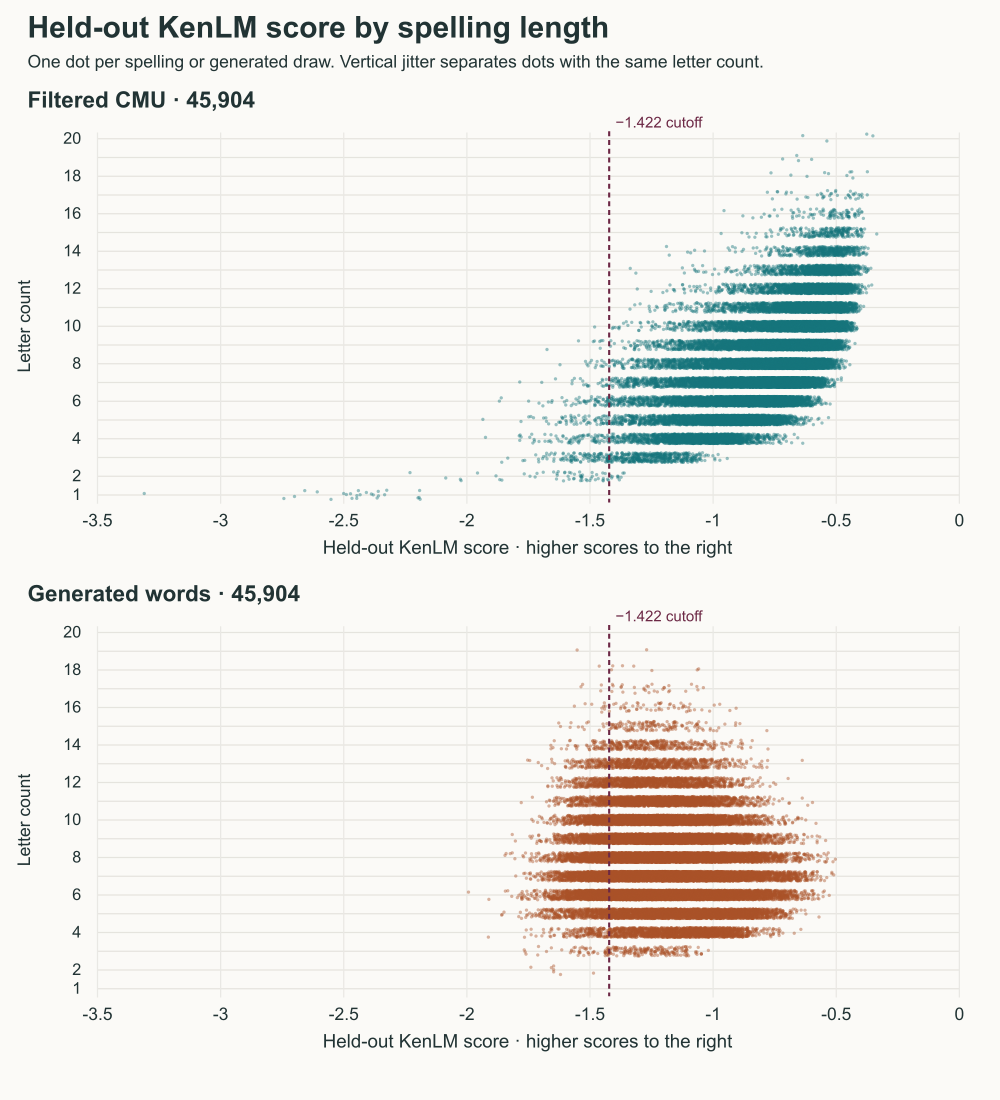 Held-out KenLM score by spelling length
One dot per spelling or generated draw. Vertical jitter separates dots with the same letter count.
Filtered CMU · 45,904
−1.422 cutoff
20
18
16
14
12
10
8
6
4
2
1
Letter count
-3.5 -3 -2.5 -2 -1.5 -1 -0.5 0
Held-out KenLM score · higher scores to the right
Generated words · 45,904
−1.422 cutoff
20
18
16
14
12
10
8
6
4
2
1
Letter count
-3.5 -3 -2.5 -2 -1.5 -1 -0.5 0
Held-out KenLM score · higher scores to the right